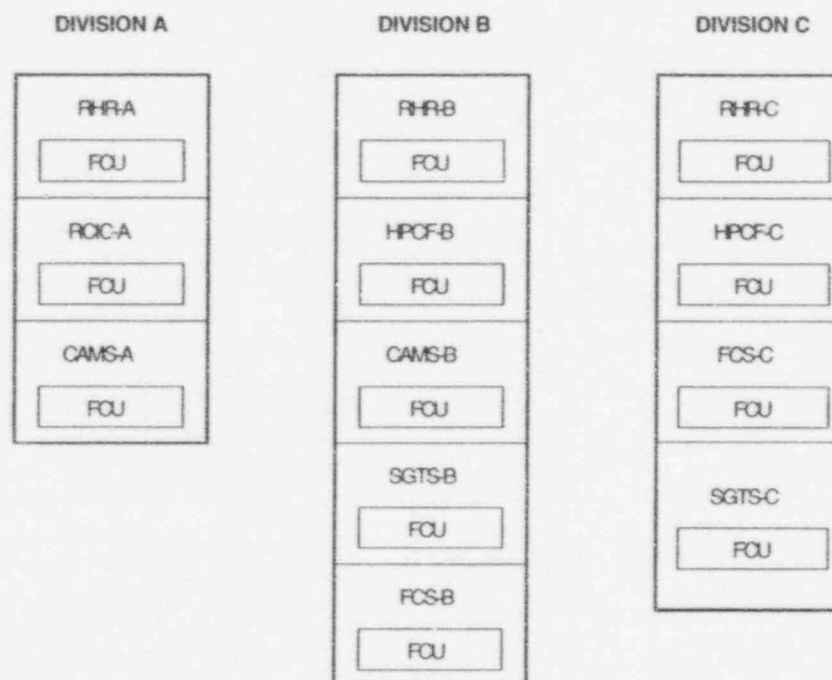 DIVISION A
RHR-A
FCU
RCIC-A
FCU
CAMS-A
FCU
DIVISION B
RHR-B
FCU
HPCF-B
FCU
CAMS-B
FCU
SGTS-B
FCU
FCS-B
FCU
DIVISION C
RHR-C
FCU
HPCF-C
FCU
FCS-C
FCU
SGTS-C
FCU